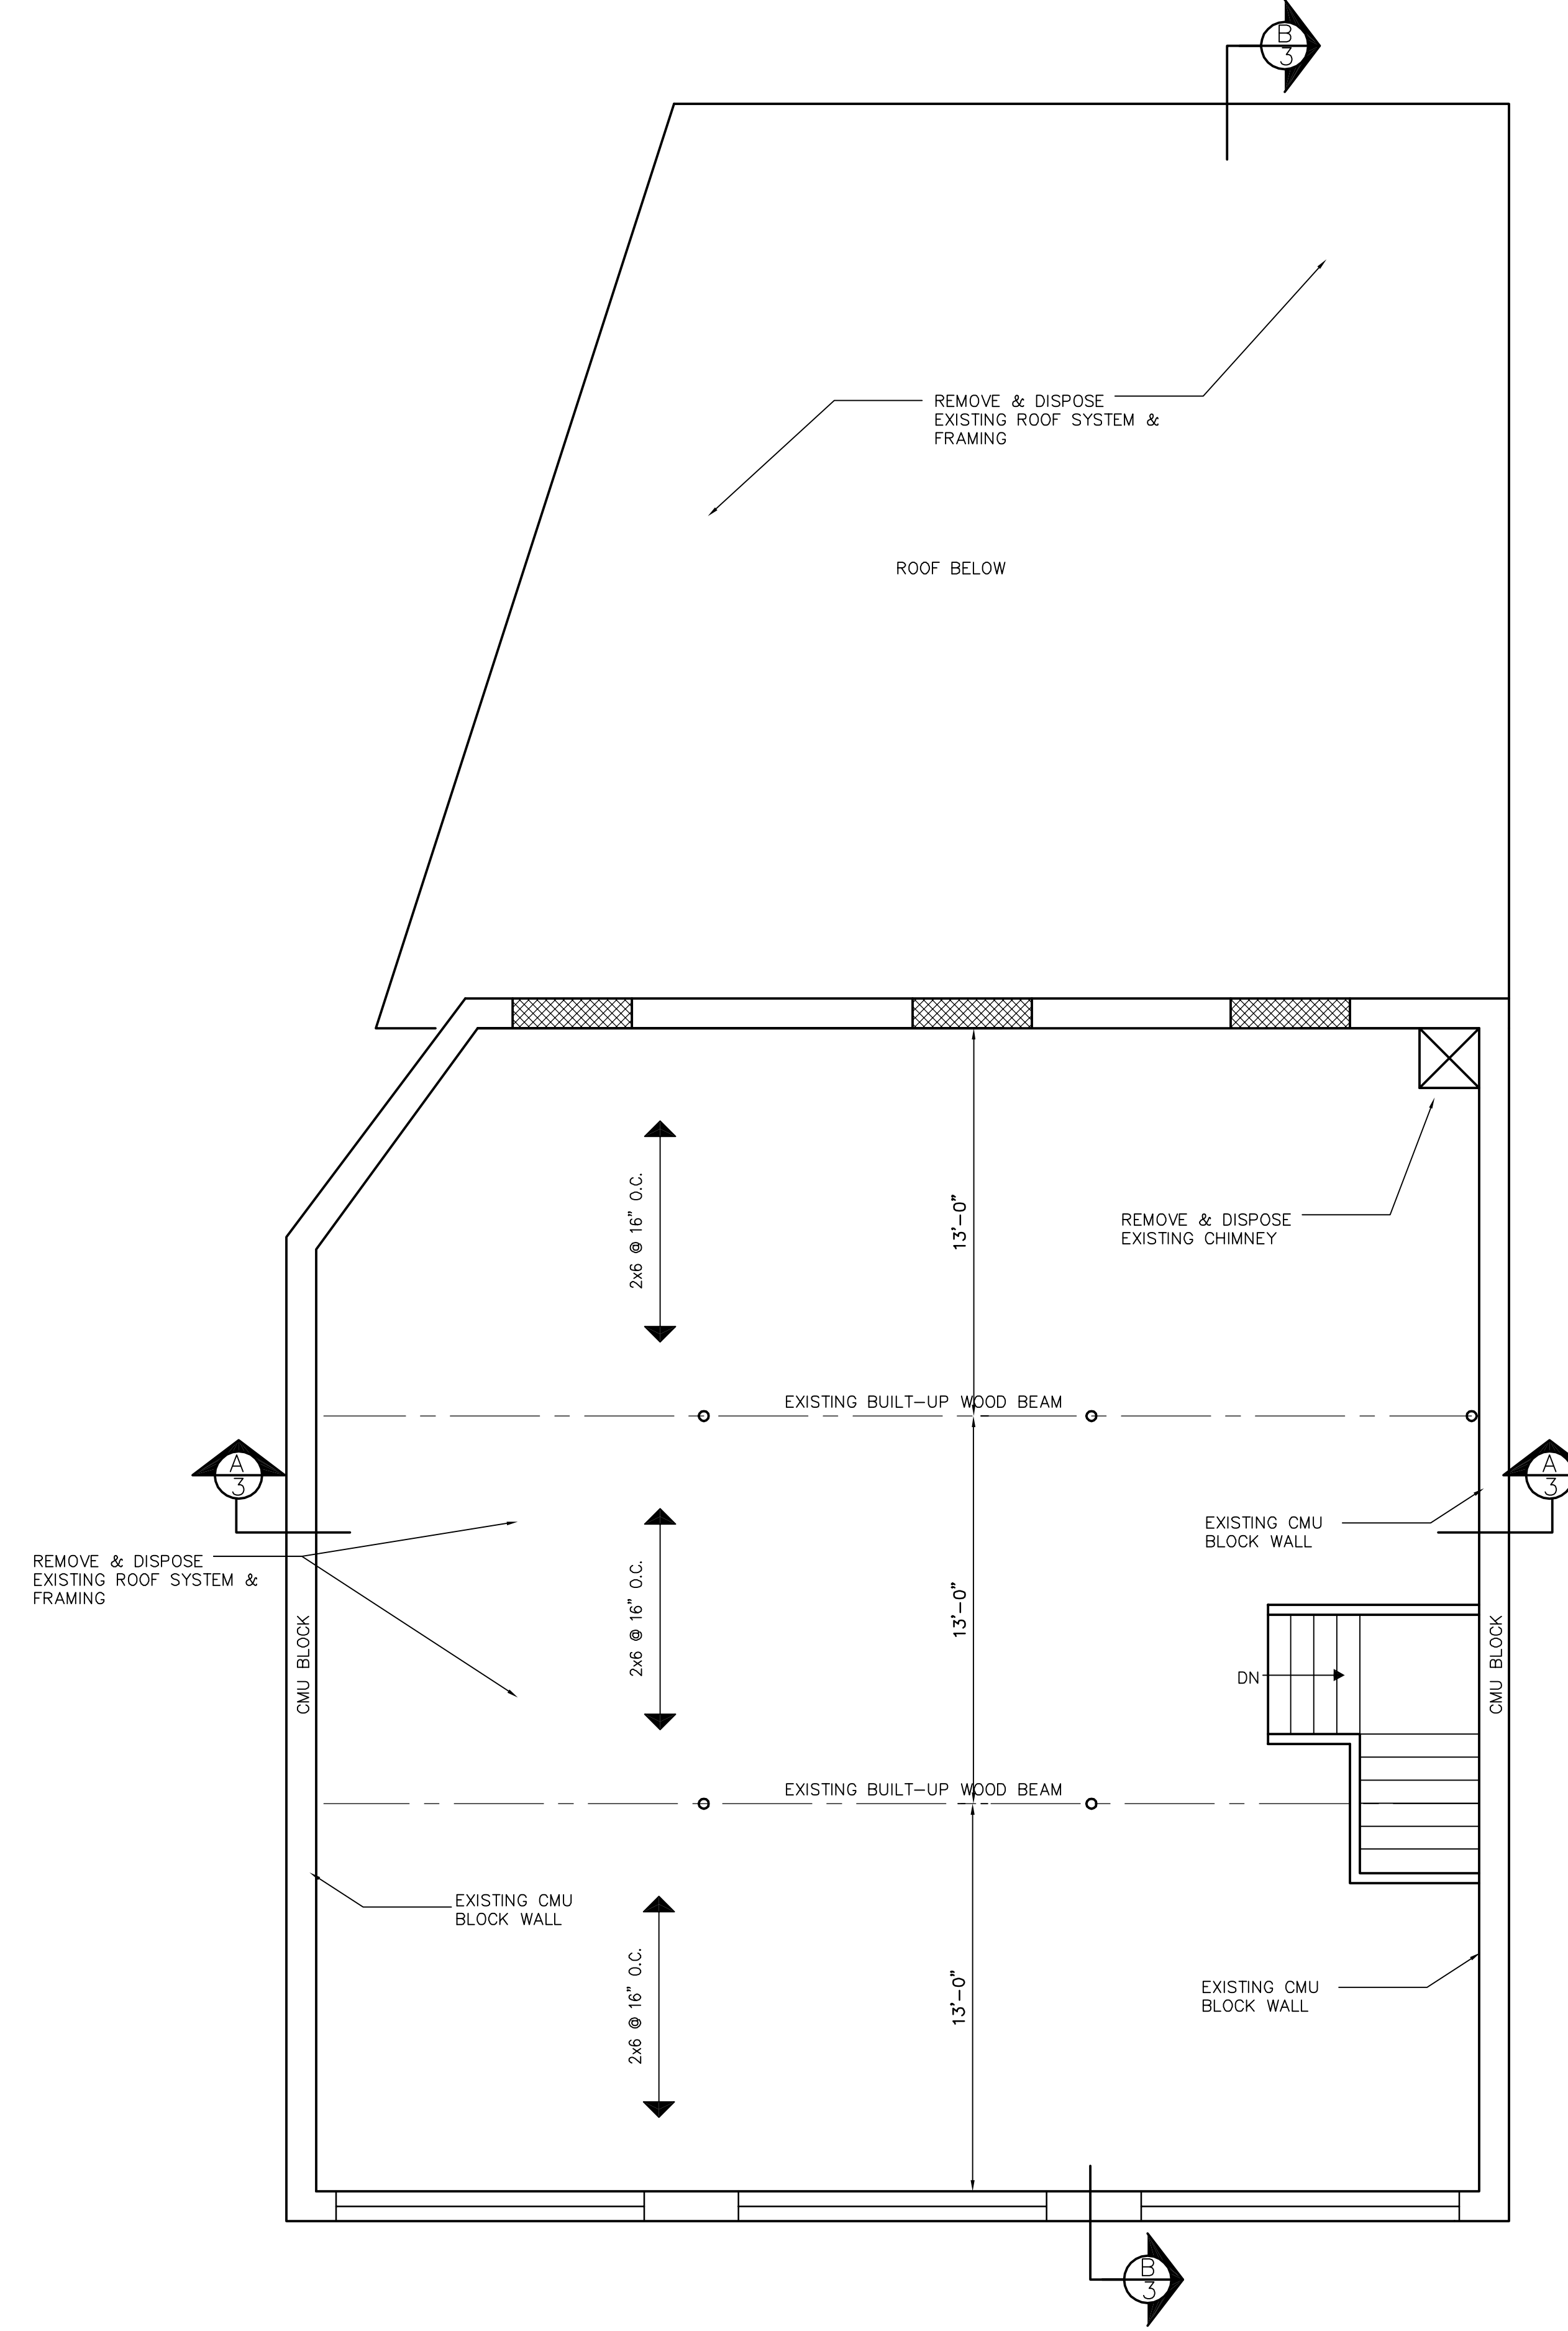 B
3
REMOVE & DISPOSE
EXISTING ROOF SYSTEM &
FRAMING
ROOF BELOW
2x6 @ 16" O.C.
13'-0"
REMOVE & DISPOSE
EXISTING CHIMNEY
EXISTING BUILT-UP WOOD BEAM
A
3
A
3
EXISTING CMU
BLOCK WALL
REMOVE & DISPOSE
EXISTING ROOF SYSTEM &
FRAMING
2x6 @ 16" O.C.
13'-0"
CMU BLOCK
CMU BLOCK
DN
EXISTING BUILT-UP WOOD BEAM
EXISTING CMU
BLOCK WALL
2x6 @ 16" O.C.
13'-0"
EXISTING CMU
BLOCK WALL
B
3